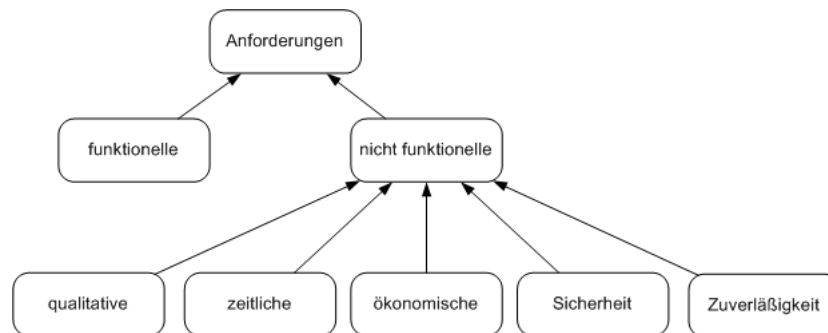 Anforderungen
funktionelle
nicht funktionelle
qualitative
zeitliche
ökonomische
Sicherheit
Zuverläßigkeit